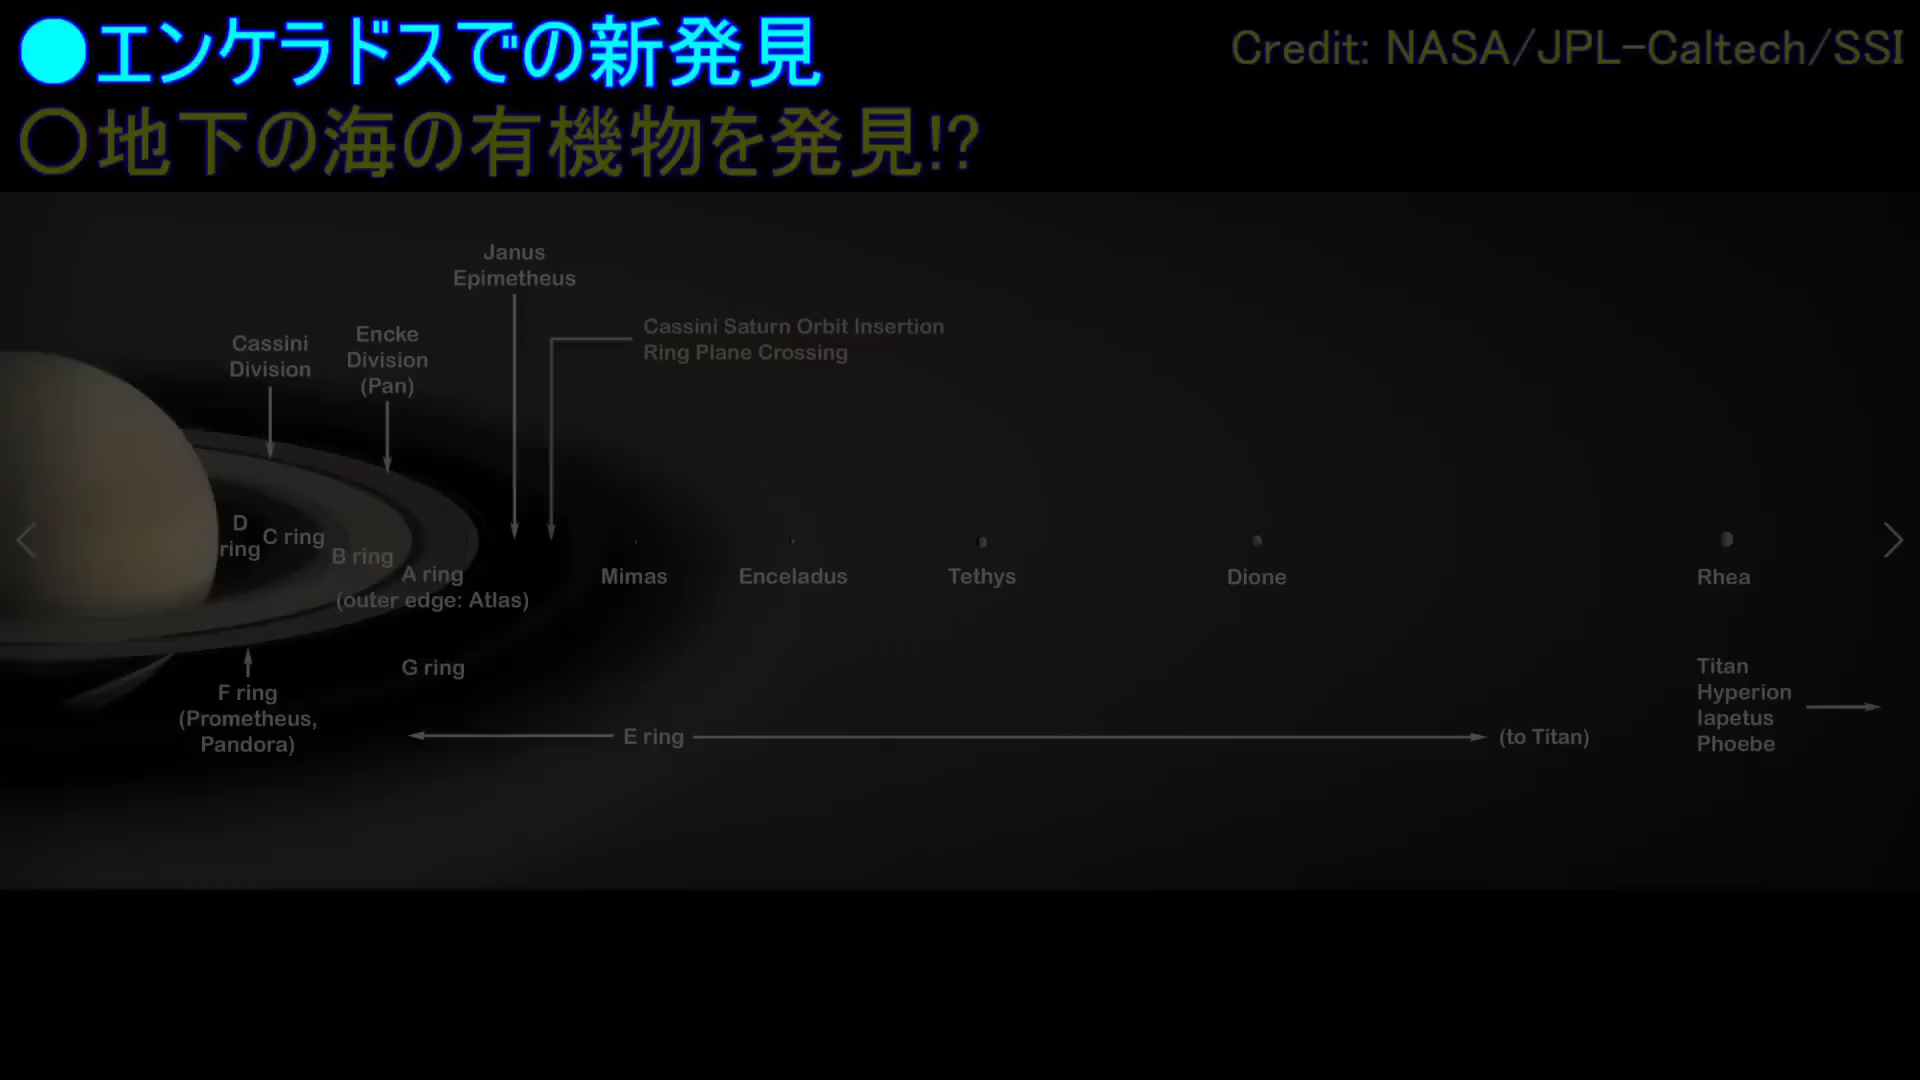 ●エンケラドスでの新発見
Credit: NASA/JPL-Caltech/SSI
○地下の海の有機物を発見!?
Janus
Epimetheus
Cassini Saturn Orbit Insertion
Ring Plane Crossing
Encke
Division
(Pan)
Cassini
Division
D
ring
C ring
B ring
A ring
(outer edge: Atlas)
Mimas
Enceladus
Tethys
Dione
Rhea
G ring
F ring
(Prometheus,
Pandora)
E ring
(to Titan)
Titan
Hyperion
Iapetus
Phoebe